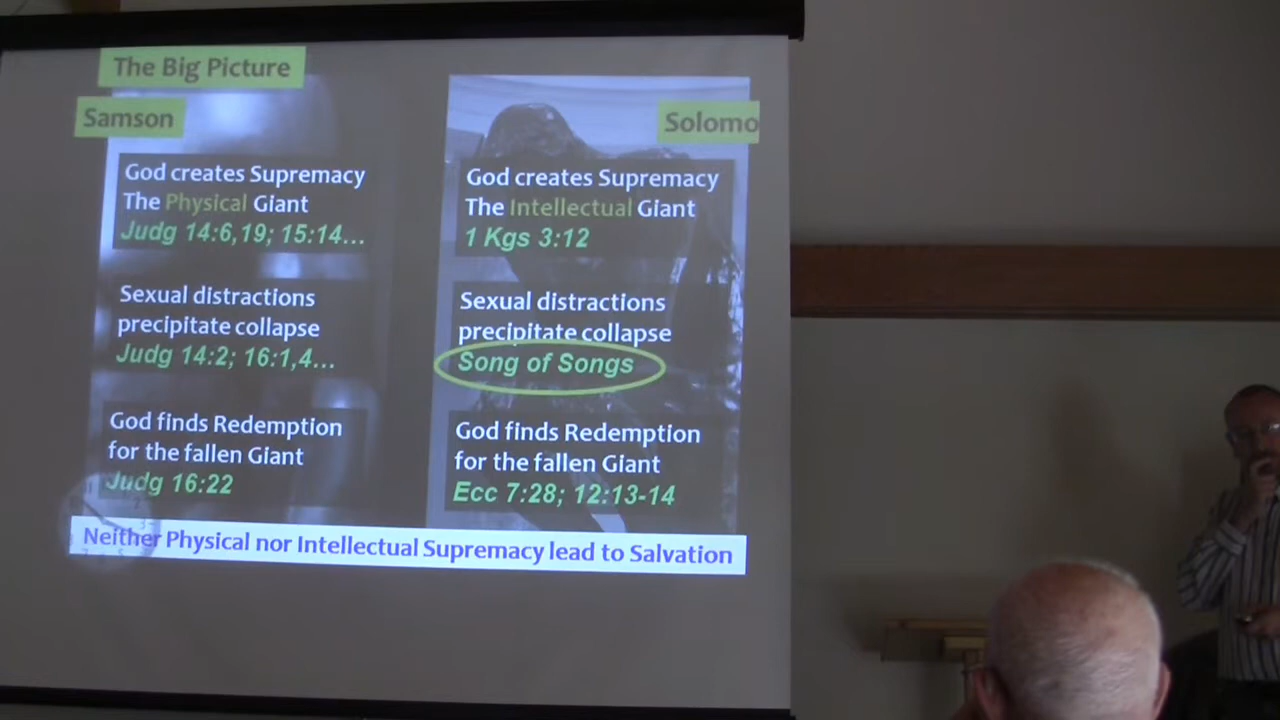 The Big Picture
Samson
God creates Supremacy
The Physical Giant
Judg 14:6,19; 15:14...
Sexual distractions
precipitate collapse
Judg 14:2; 16:1,4...
God finds Redemption
for the fallen Giant
Judg 16:22
Solomo
God creates Supremacy
The Intellectual Giant
1 Kgs 3:12
Sexual distractions
precipitate collapse
Song of Songs
God finds Redemption
for the fallen Giant
Ecc 7:28; 12:13-14
Neither Physical nor Intellectual Supremacy lead to Salvation